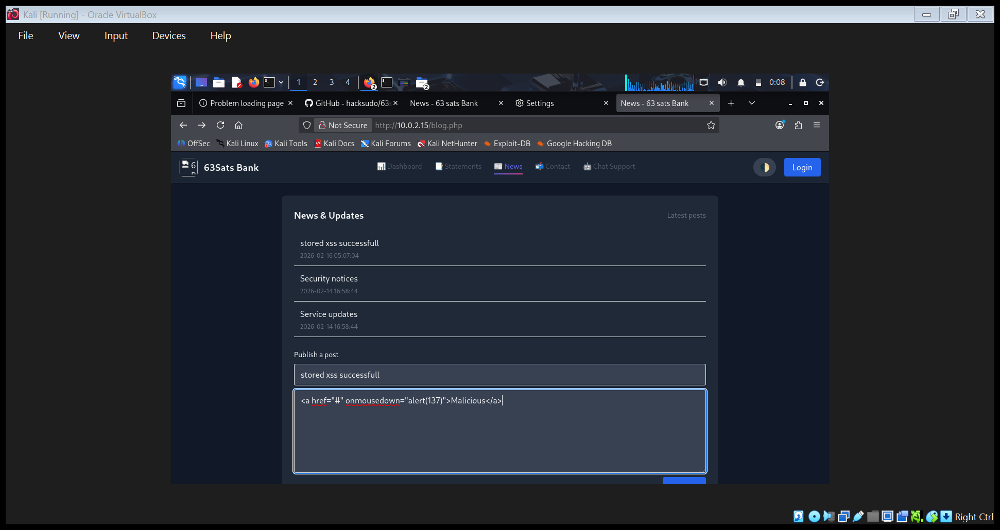 Kali [Running] - Oracle VirtualBox
File View Input Devices Help
1 2 3 4 2 2 0:08
Problem loading page GitHub - hacksudo/63s News - 63 sats Bank Settings News - 63 sats Bank
Not Secure http://10.0.2.15/blog.php
OffSec Kali Linux Kali Tools Kali Docs Kali Forums Kali NetHunter Exploit-DB Google Hacking DB
6 63Sats Bank Dashboard Statements News Contact Chat Support Login
News & Updates Latest posts
stored xss successfull
2026-02-16 05:07:04
Security notices
2026-02-14 16:58:44
Service updates
2026-02-14 16:58:44
Publish a post
stored xss successfull
<a href="#" onmousedown="alert(137)">Malicious</a>
Right Ctrl